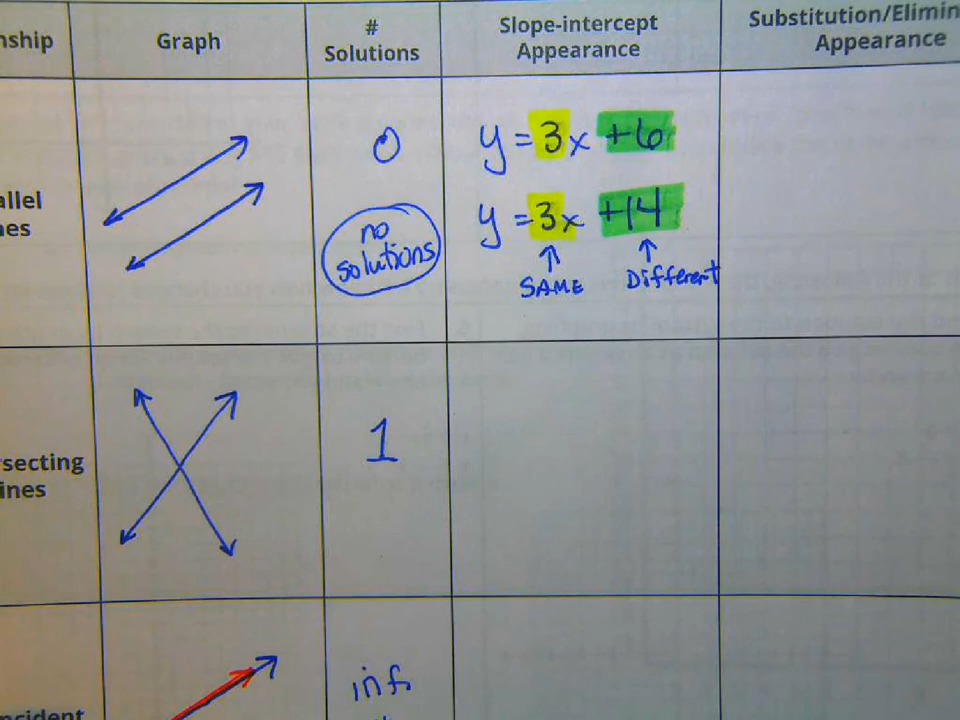 nship
Graph
#
Solutions
Slope-intercept
Appearance
Substitution/Elimin
Appearance
allel
nes
0
no
solutions
y = 3x +6
y = 3x +14
↑ ↑
SAME Different
rsecting
ines
1
ncident
inf.